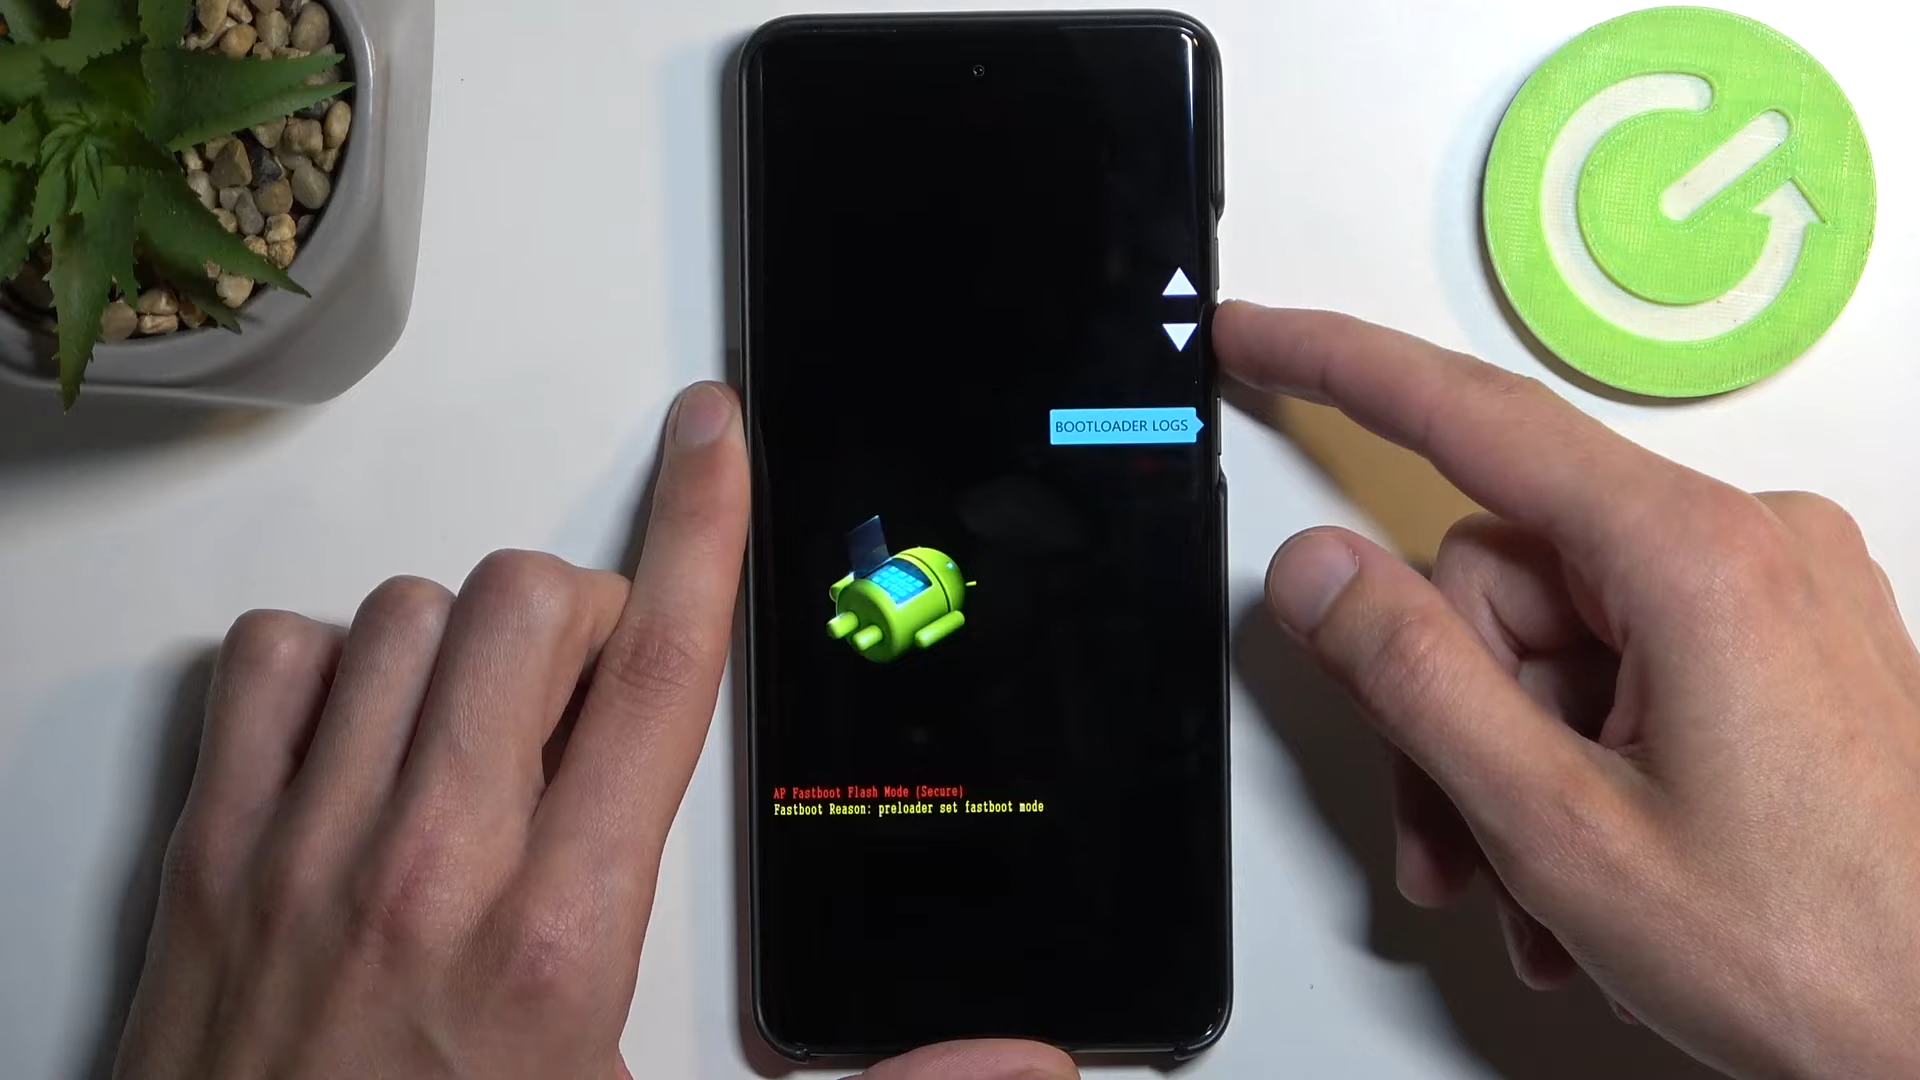 BOOTLOADER LOGS
AP Fastboot Flash Mode (Secure)
Fastboot Reason: preloader set fastboot mode